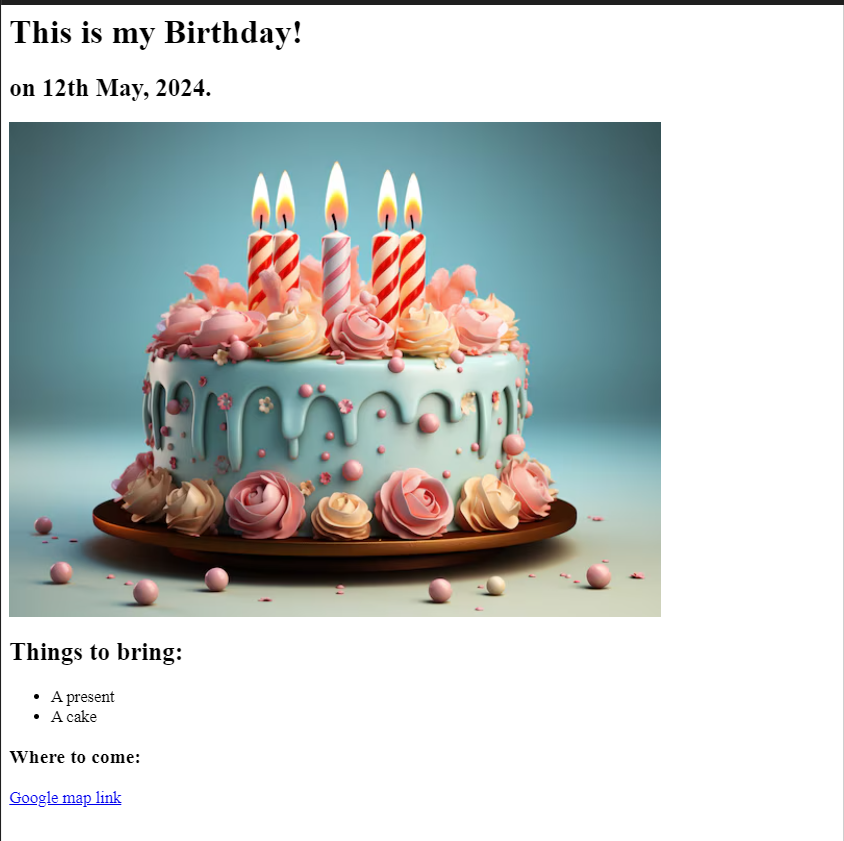 This is my Birthday!
on 12th May, 2024.
Things to bring:
A present
A cake
Where to come:
Google map link